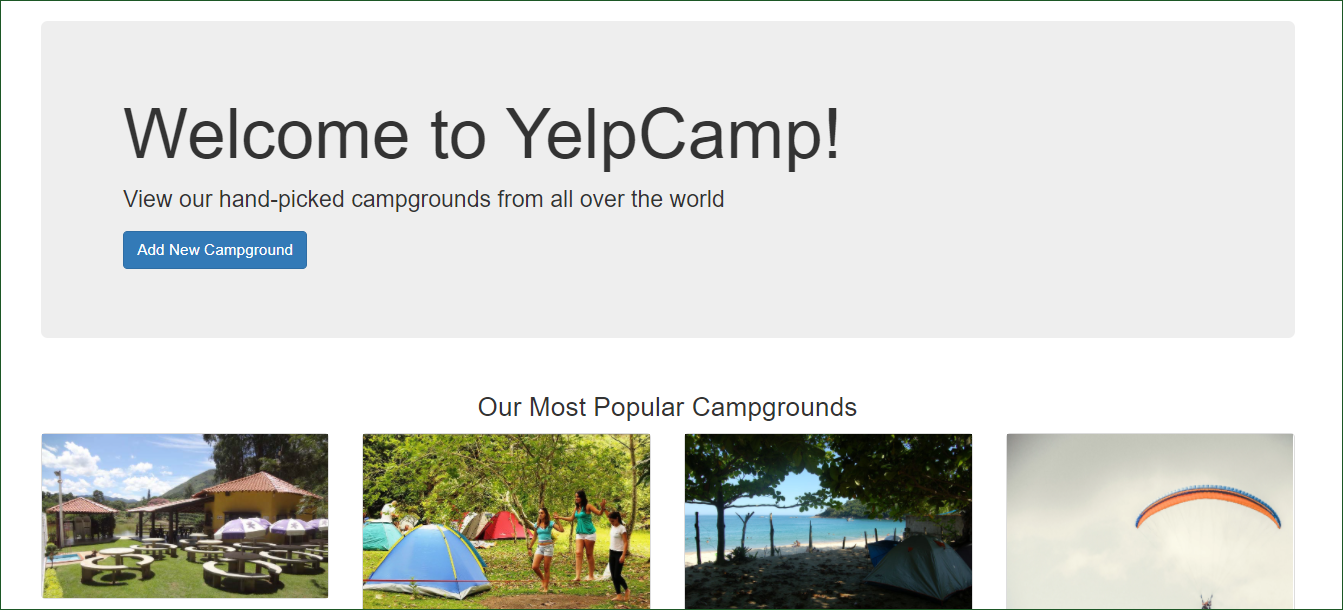 Welcome to YelpCamp!
View our hand-picked campgrounds from all over the world
Add New Campground
Our Most Popular Campgrounds